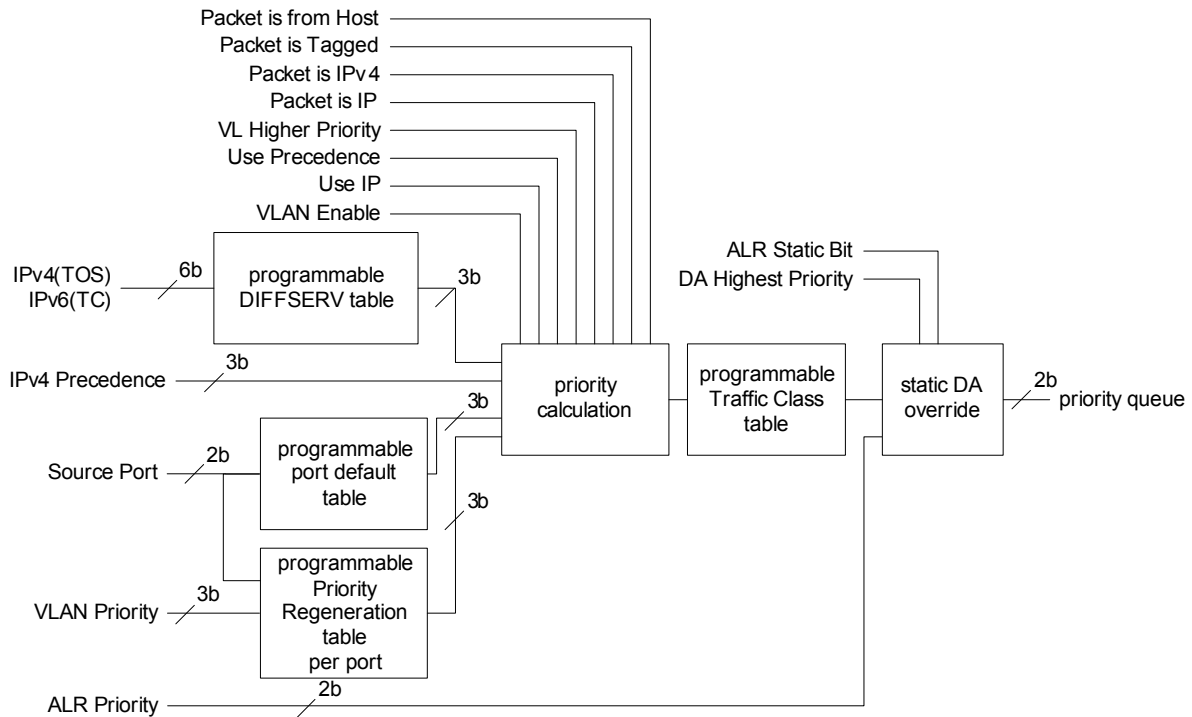 Packet is from Host
Packet is Tagged
Packet is IPv4
Packet is IP
VL Higher Priority
Use Precedence
Use IP
VLAN Enable
ALR Static Bit
DA Highest Priority
IPv4(TOS)
IPv6(TC)
6b
programmable
DIFFSERV table
3b
IPv4 Precedence
3b
priority
calculation
programmable
Traffic Class
table
static DA
override
2b
priority queue
Source Port
2b
programmable
port default
table
3b
VLAN Priority
3b
programmable
Priority
Regeneration
table
per port
3b
ALR Priority
2b